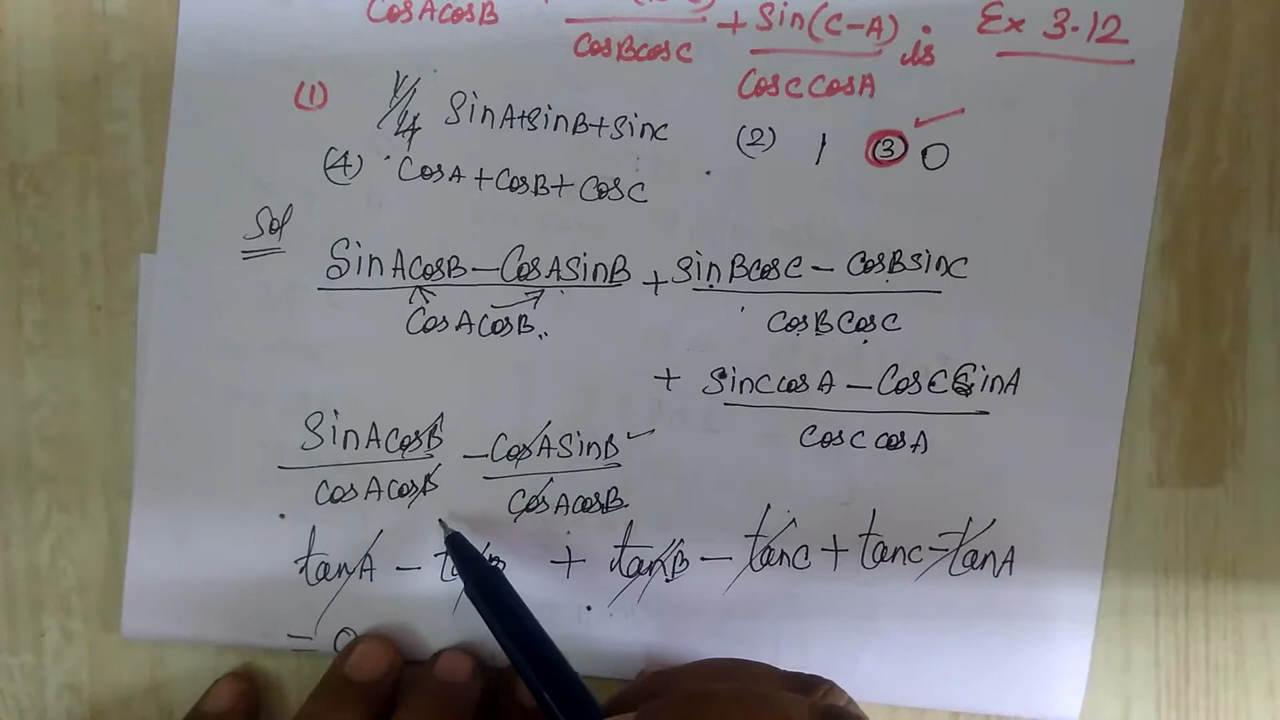 CosAcosB cosBcosC + Sin(C-A) is Ex 3.12
CosCCosA
(1) SinA+SinB+Sinc (2) 1 (3) 0
(4) CosA+CosB+CosC
Sol
SinAcosB - CosASinB + SinBcosC - CosBSinC
CosAcosB CosBCosC
+ SinCCosA - CosCSinA
CosCCosA
SinAcosB - CosASinB
CosAcosB CosAcosB
tanA - + tanB - tanC + tanc - tanA
= 0